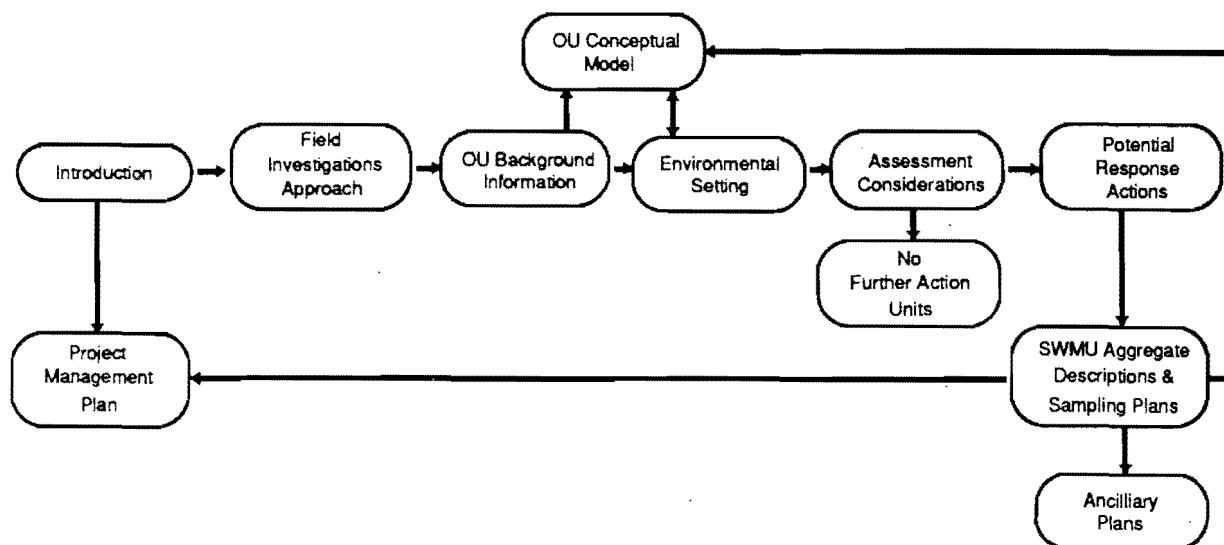 OU Conceptual
Model
Introduction
Field
Investigations
Approach
OU Background
Information
Environmental
Setting
Assessment
Considerations
Potential
Response
Actions
No
Further Action
Units
Project
Management
Plan
SWMU Aggregate
Descriptions &
Sampling Plans
Ancilliary
Plans